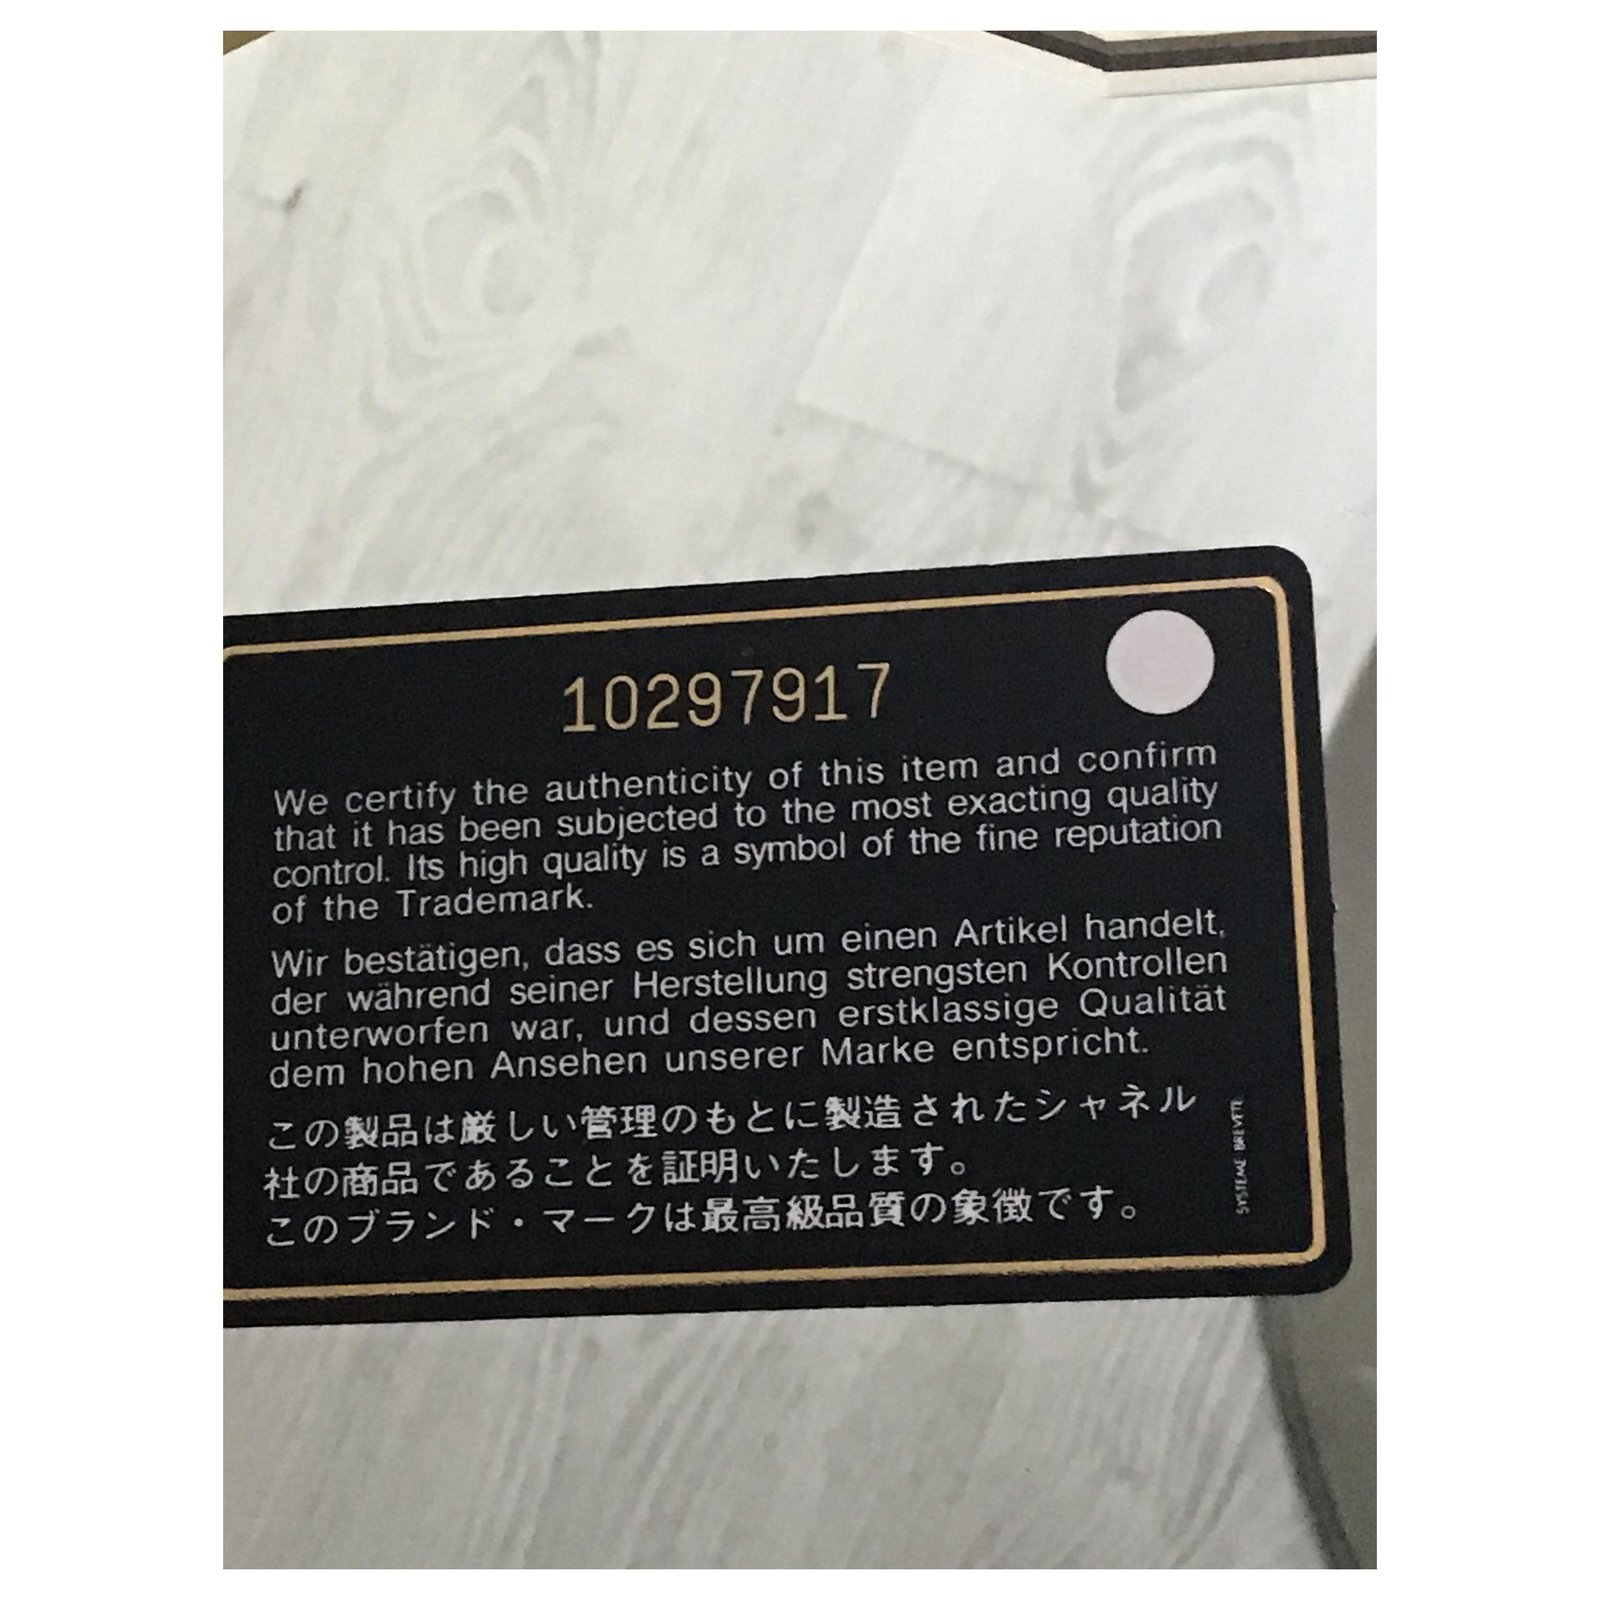 10297917
We certify the authenticity of this item and confirm
that it has been subjected to the most exacting quality
control. Its high quality is a symbol of the fine reputation
of the Trademark.
Wir bestätigen, dass es sich um einen Artikel handelt,
der während seiner Herstellung strengsten Kontrollen
unterworfen war, und dessen erstklassige Qualität
dem hohen Ansehen unserer Marke entspricht.
この製品は厳しい管理のもとに製造されたシャネル
社の商品であることを証明いたします。
このブランド・マークは最高級品質の象徴です。
SYSTEME BREVETE